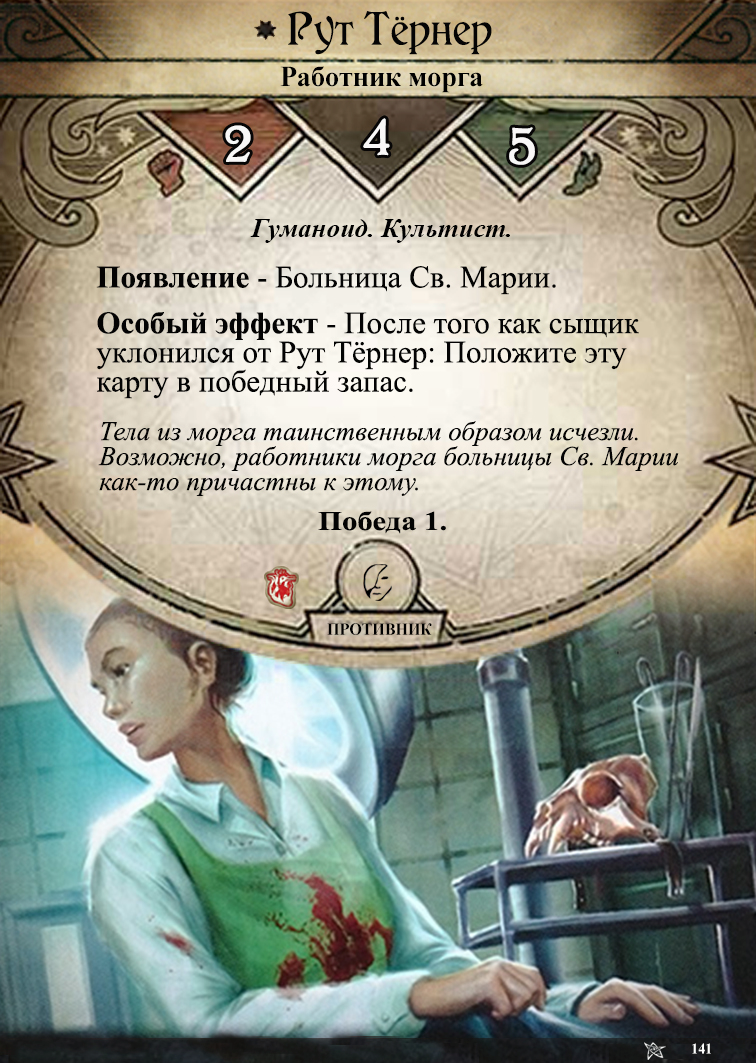 Рут Тёрнер
Работник морга
2 4 5
Гуманоид. Культист.
Появление - Больница Св. Марии.
Особый эффект - После того как сыщик
уклонился от Рут Тёрнер: Положите эту
карту в победный запас.
Тела из морга таинственным образом исчезли.
Возможно, работники морга больницы Св. Марии
как-то причастны к этому.
Победа 1.
ПРОТИВНИК
141